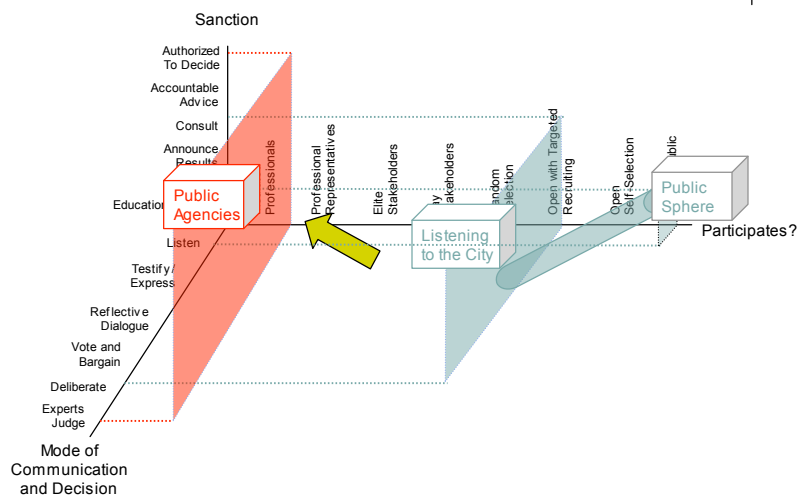 Sanction
Authorized
To Decide
Accountable
Advice
Consult
Announce
Results
Education
Public
Agencies
Professionals
Professional
Representatives
Elite
Stakeholders
Open with Targeted
Recruiting
Open
Self-Selection
Public
Sphere
Listening
to the City
Participates?
Listen
Testify/
Express
Reflective
Dialogue
Vote and
Bargain
Deliberate
Experts
Judge
Mode of
Communication
and Decision